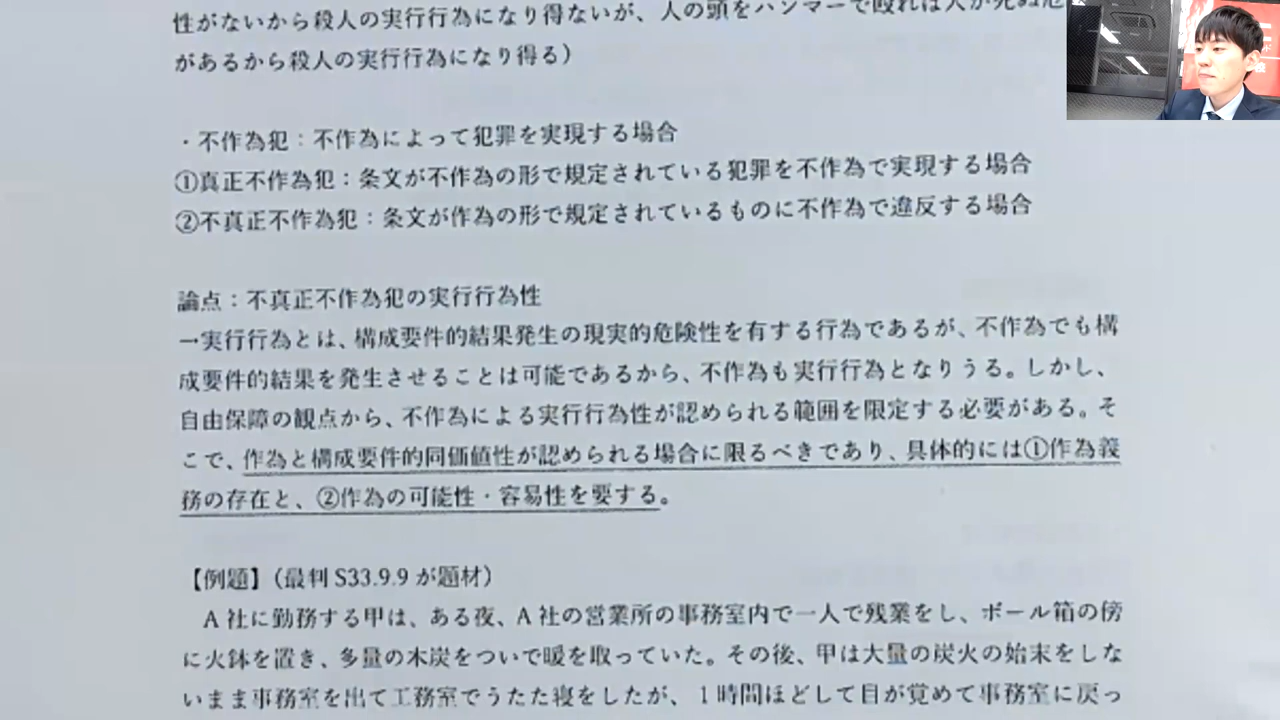 性がないから殺人の実行行為になり得ないが、人の頭をハンマーで殴れば人が死ぬ危
があるから殺人の実行行為になり得る）
・不作為犯：不作為によって犯罪を実現する場合
①真正不作為犯：条文が不作為の形で規定されている犯罪を不作為で実現する場合
②不真正不作為犯：条文が作為の形で規定されているものに不作為で違反する場合
論点：不真正不作為犯の実行行為性
→実行行為とは、構成要件的結果発生の現実的危険性を有する行為であるが、不作為でも構
成要件的結果を発生させることは可能であるから、不作為も実行行為となりうる。しかし、
自由保障の観点から、不作為による実行行為性が認められる範囲を限定する必要がある。そ
こで、作為と構成要件的同価値性が認められる場合に限るべきであり、具体的には①作為義
務の存在と、②作為の可能性・容易性を要する。
【例題】（最判 S33.9.9 が題材）
A 社に勤務する甲は、ある夜、A 社の営業所の事務室内で一人で残業をし、ボール箱の傍
に火鉢を置き、多量の木炭をついで暖を取っていた。その後、甲は大量の炭火の始末をしな
いまま事務室を出て工務室でうたた寝をしたが、1 時間ほどして目が覚めて事務室に戻っ